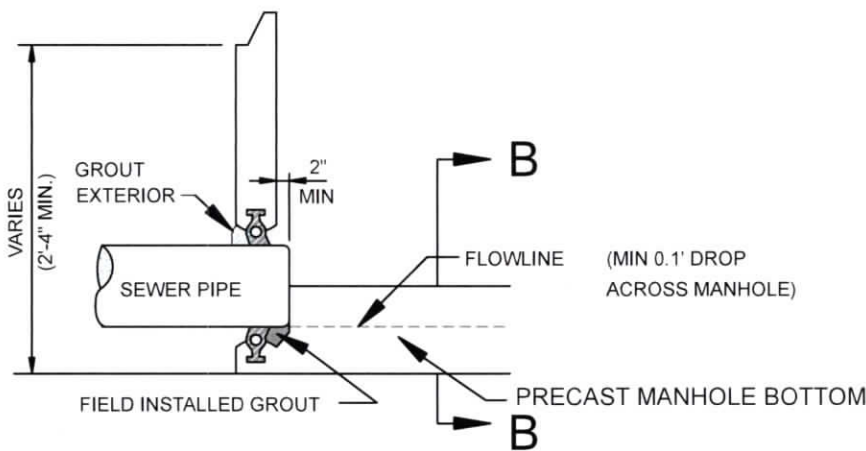 VARIES
(2'-4" MIN.)
GROUT
EXTERIOR
2"
MIN
B
SEWER PIPE
FLOWLINE
(MIN 0.1' DROP
ACROSS MANHOLE)
FIELD INSTALLED GROUT
PRECAST MANHOLE BOTTOM
B